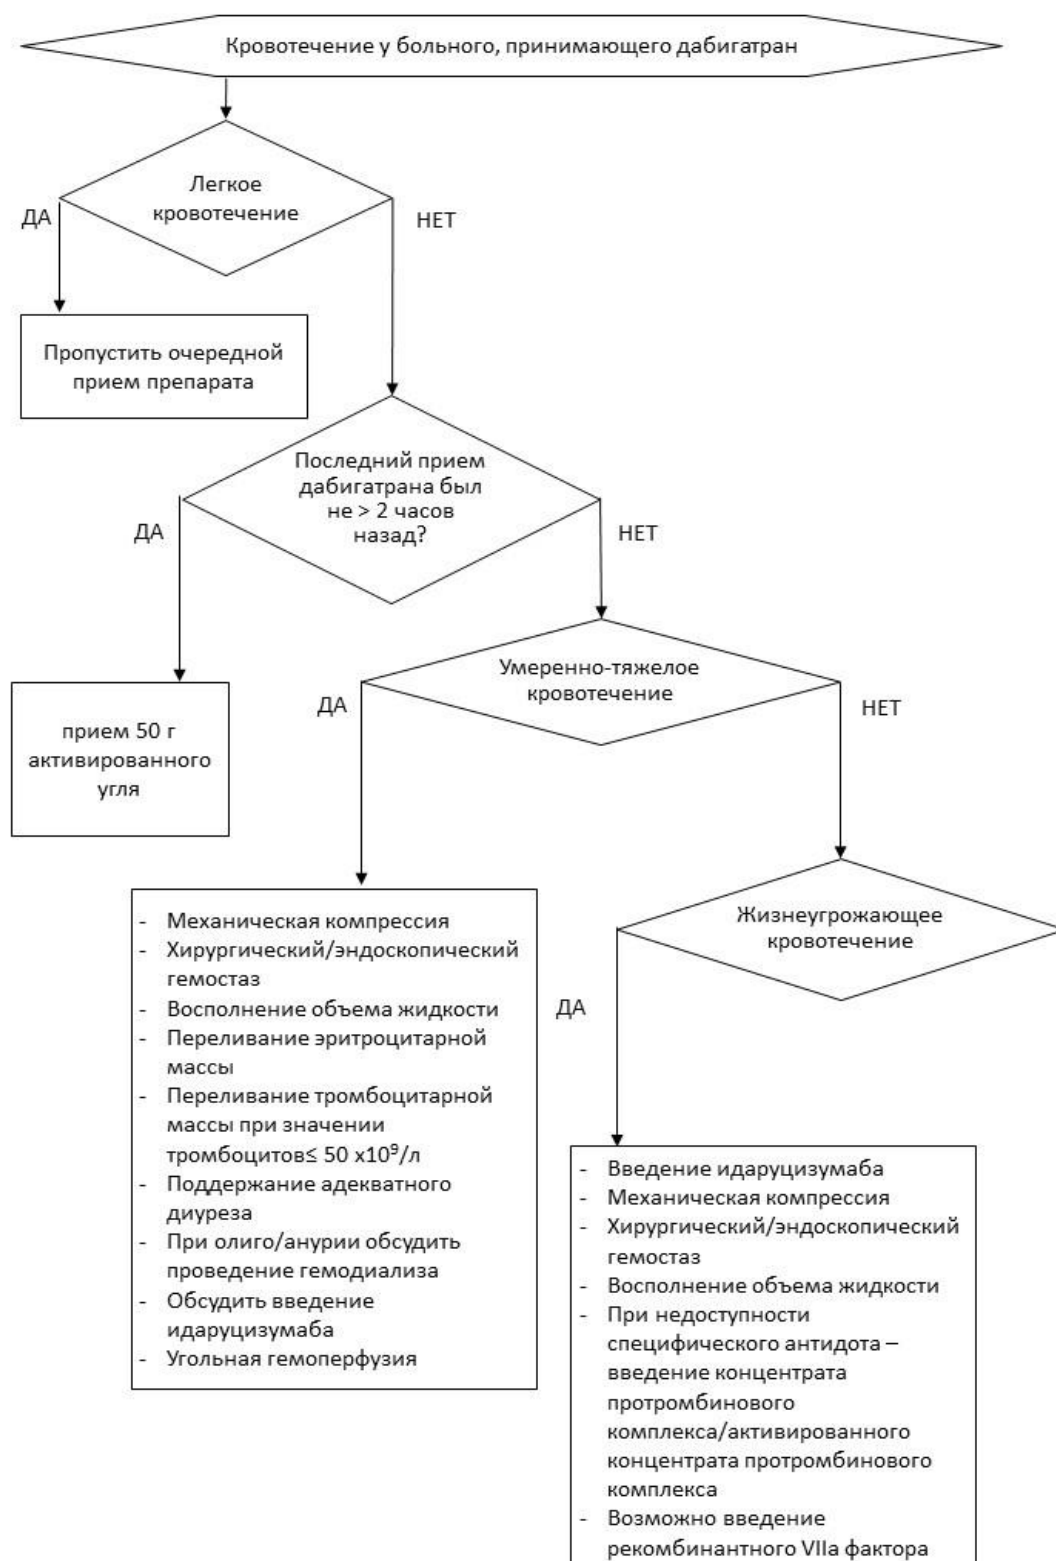 Кровотечение у больного, принимающего дабигатран
Легкое
кровотечение
ДА
НЕТ
Пропустить очередной
прием препарата
Последний прием
дабигатрана был
не > 2 часов
назад?
ДА
НЕТ
Умеренно-тяжелое
кровотечение
ДА
НЕТ
прием 50 г
активированного
угля
Жизнеугрожающее
кровотечение
ДА
- Механическая компрессия
- Хирургический/эндоскопический
гемостаз
- Восполнение объема жидкости
- Переливание эритроцитарной
массы
- Переливание тромбоцитарной
массы при значении
тромбоцитов≤ 50 х10⁹/л
- Поддержание адекватного
диуреза
- При олиго/анурии обсудить
проведение гемодиализа
- Обсудить введение
идаруцизумаба
- Угольная гемоперфузия
- Введение идаруцизумаба
- Механическая компрессия
- Хирургический/эндоскопический
гемостаз
- Восполнение объема жидкости
- При недоступности
специфического антидота –
введение концентрата
протромбинового
комплекса/активированного
концентрата протромбинового
комплекса
- Возможно введение
рекомбинантного VIIa фактора